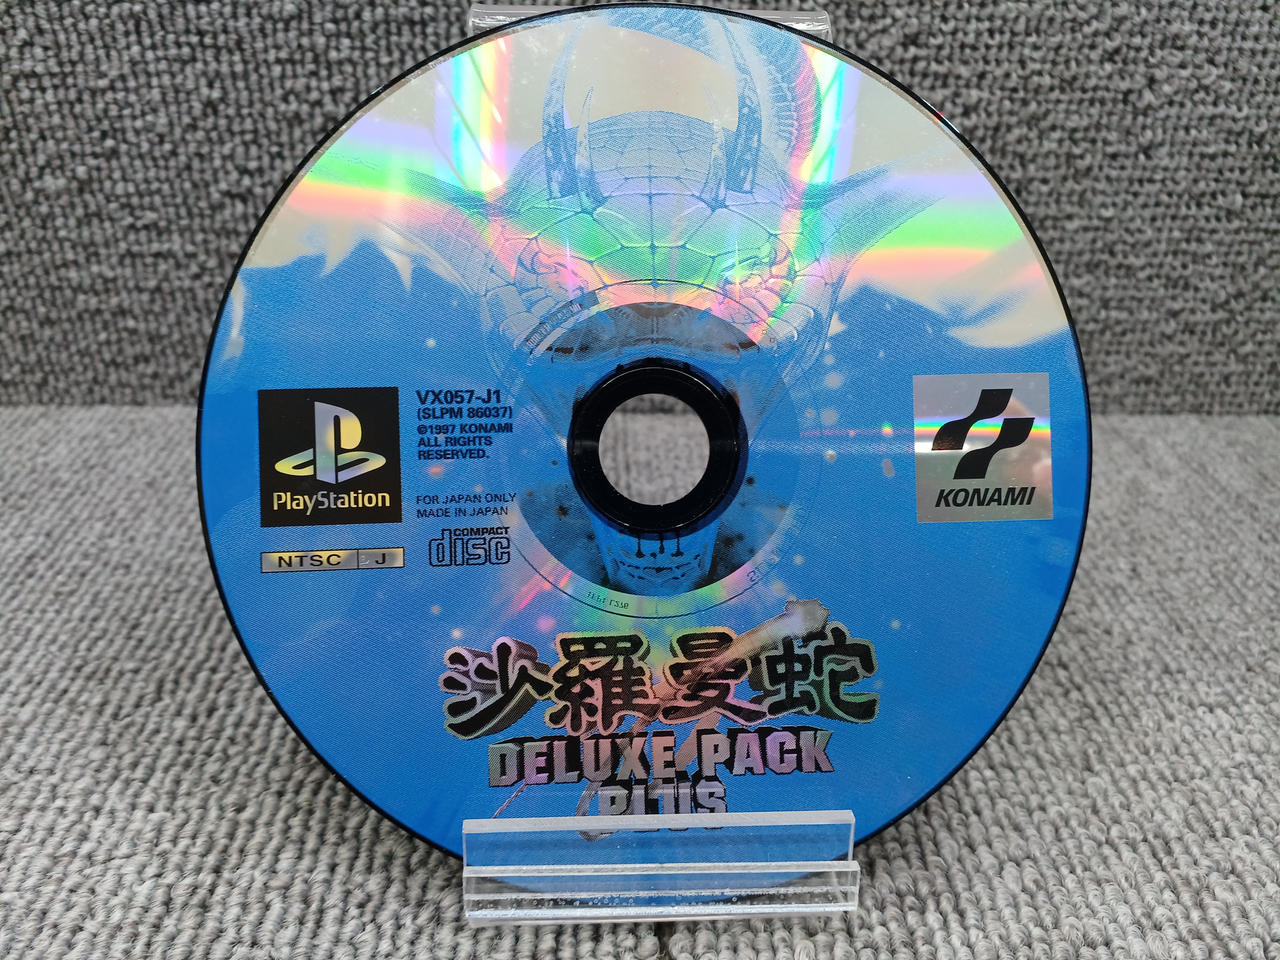 VX057-J1
(SLPM 86037)
©1997 KONAMI
ALL RIGHTS
RESERVED.
PlayStation
FOR JAPAN ONLY
MADE IN JAPAN
NTSC J
COMPACT
disc
KONAMI
沙羅曼蛇
DELUXE PACK
PLUS